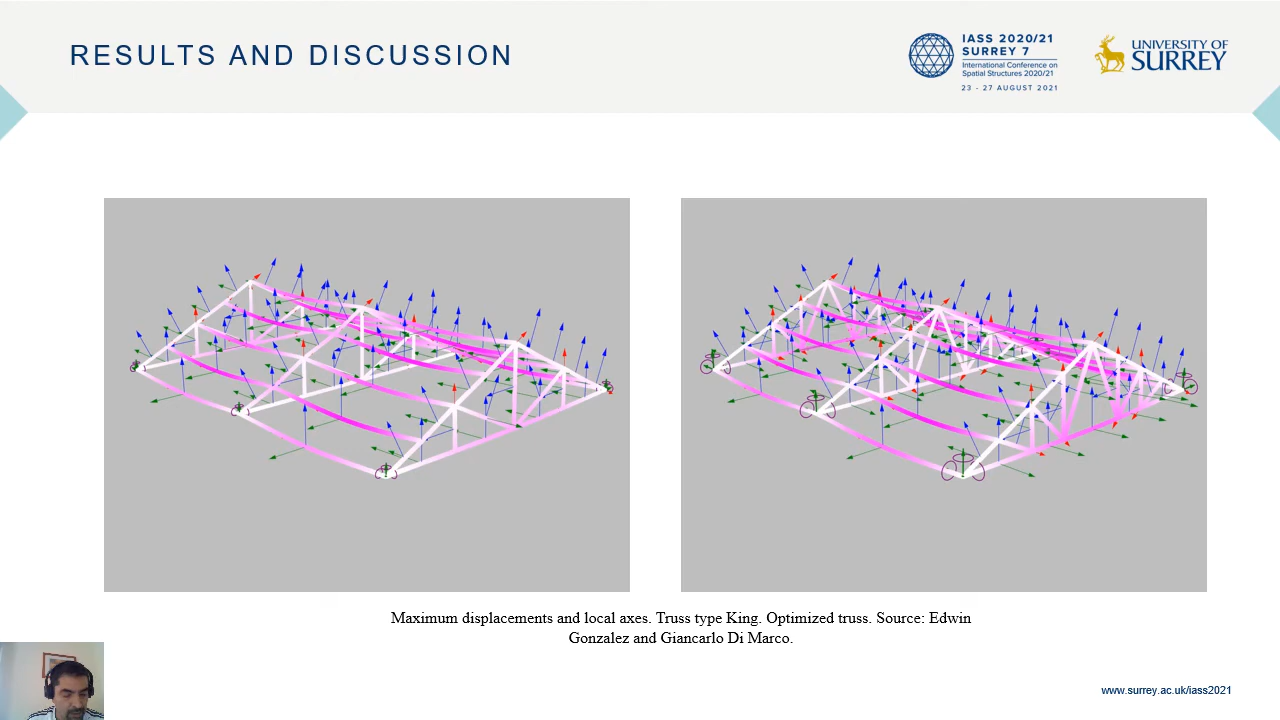 RESULTS AND DISCUSSION
IASS 2020/21
SURREY 7
International Conference on
Spatial Structures 2020/21
23 - 27 AUGUST 2021
UNIVERSITY OF
SURREY
Maximum displacements and local axes. Truss type King. Optimized truss. Source: Edwin
Gonzalez and Giancarlo Di Marco.
www.surrey.ac.uk/iass2021